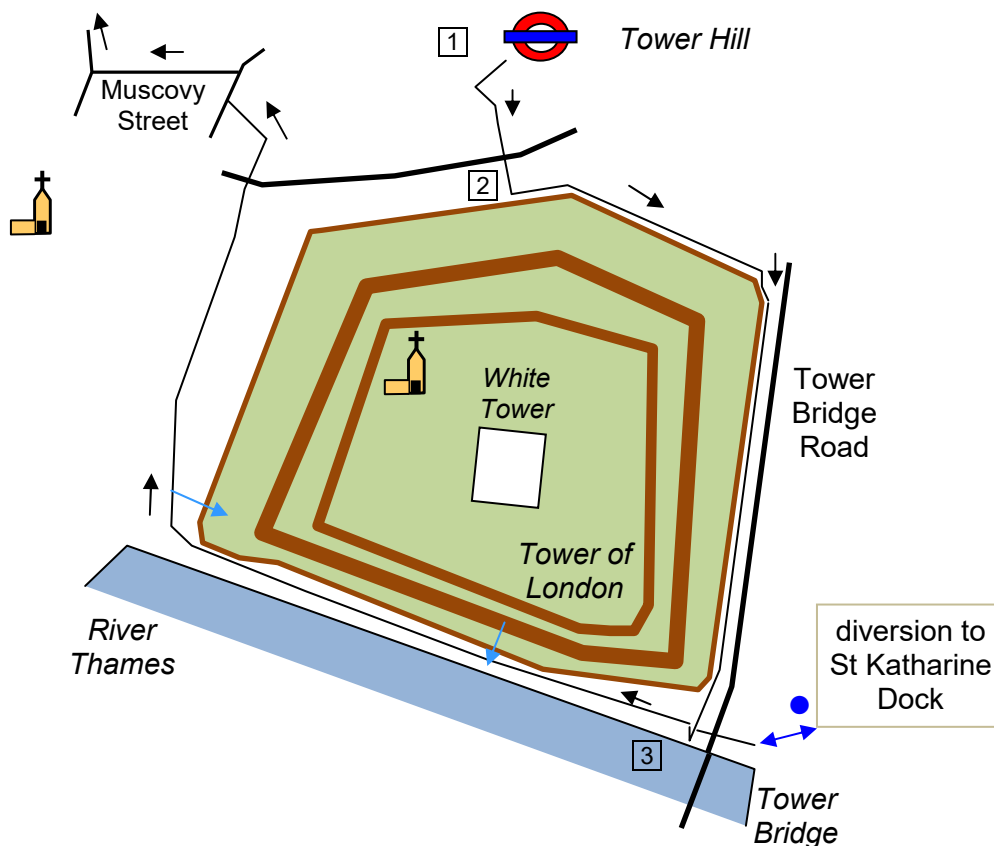 1
Tower Hill
Muscovy
Street
2
White
Tower
Tower
Bridge
Road
Tower of
London
River
Thames
diversion to
St Katharine
Dock
3
Tower
Bridge